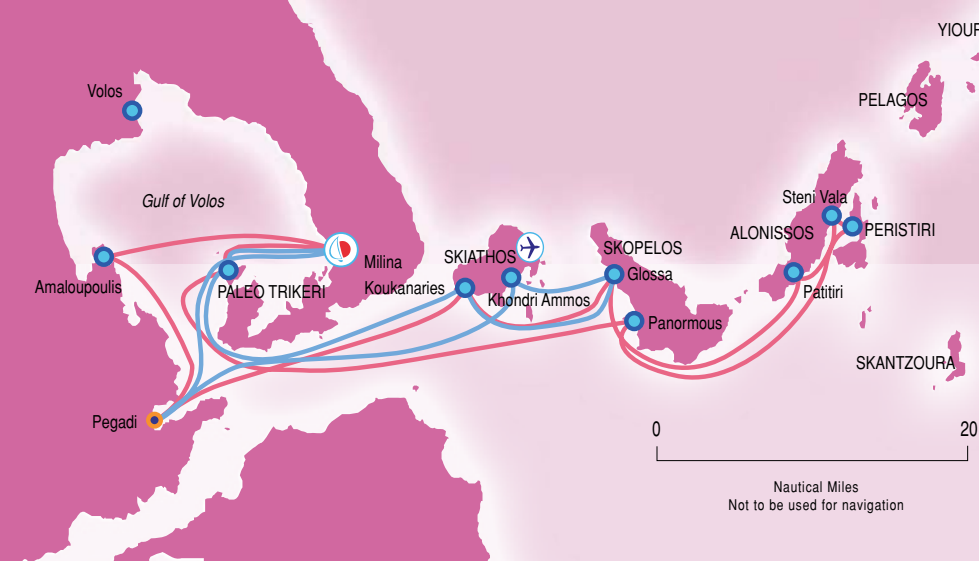 YIOUR
Volos
PELAGOS
Steni Vala
Gulf of Volos
ALONISSOS
PERISTIRI
SKOPELOS
SKIATHOS
Milina
Glossa
Amaloupoulis
PALEO TRIKERI
Koukanaries
Khondri Ammos
Patitiri
Panormous
SKANTZOURA
Pegadi
0
20
Nautical Miles
Not to be used for navigation